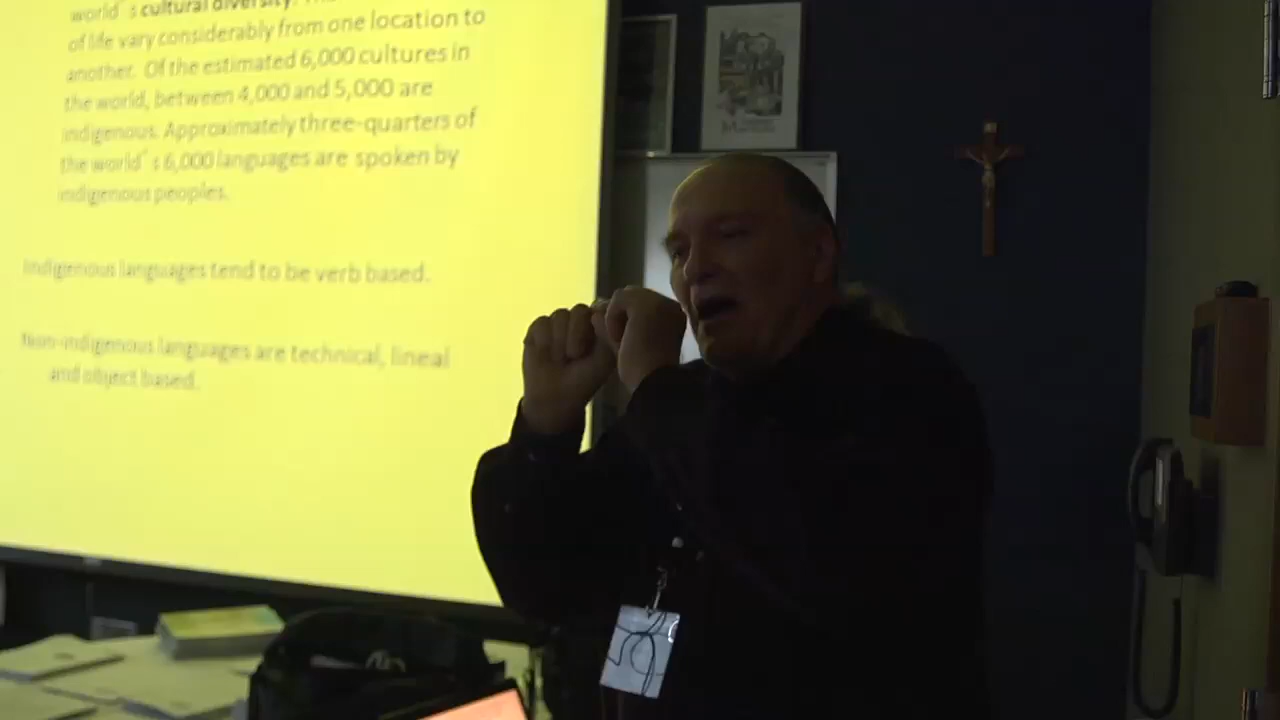 world´s cultural diversity.
of life vary considerably from one location to
another. Of the estimated 6,000 cultures in
the world, between 4,000 and 5,000 are
indigenous. Approximately three-quarters of
the world´s 6,000 languages are spoken by
indigenous peoples.
Indigenous languages tend to be verb based.
Non-indigenous languages are technical, lineal
and object based.